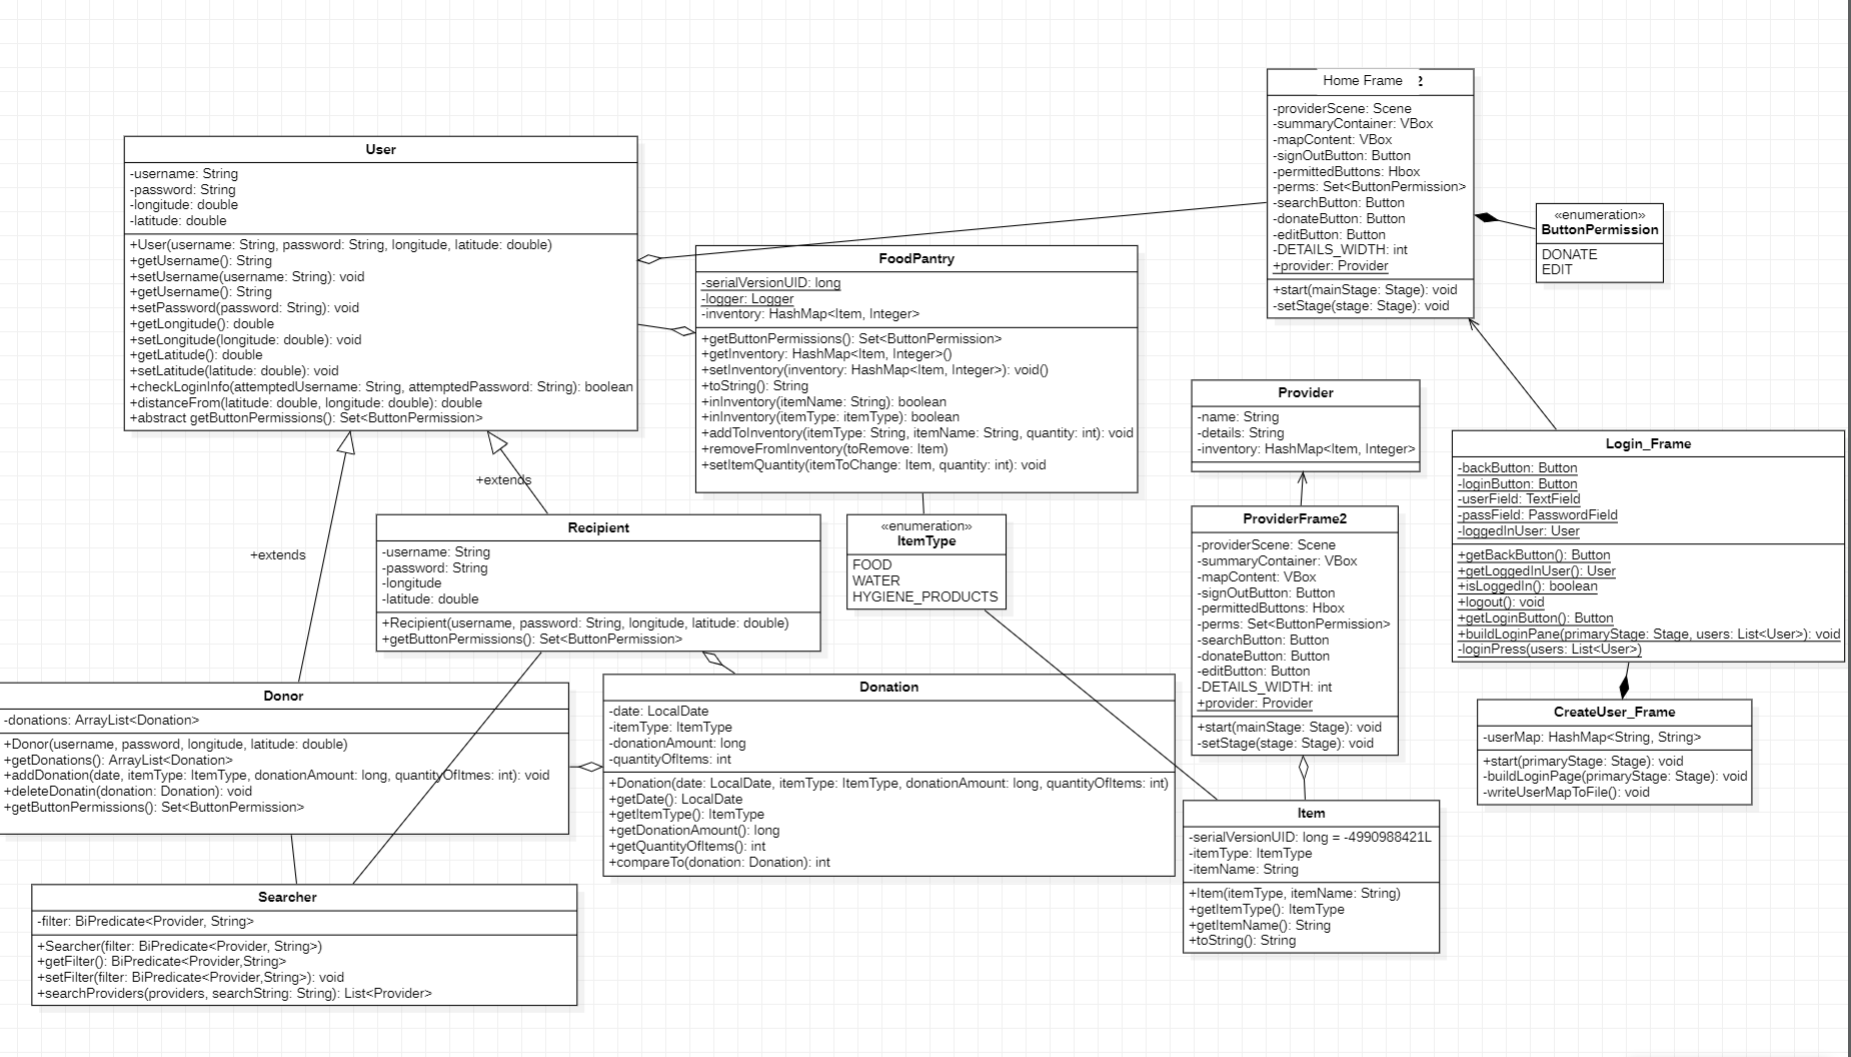 Home Frame 2
-providerScene: Scene
-summaryContainer: VBox
-mapContent: VBox
-signOutButton: Button
-permittedButtons: Hbox
-perms: Set<ButtonPermission>
-searchButton: Button
-donateButton: Button
-editButton: Button
-DETAILS_WIDTH: int
+provider: Provider
+start(mainStage: Stage): void
-setStage(stage: Stage): void
«enumeration»
ButtonPermission
DONATE
EDIT
User
-username: String
-password: String
-longitude: double
-latitude: double
+User(username: String, password: String, longitude, latitude: double)
+getUsername(): String
+setUsername(username: String): void
+getUsername(): String
+setPassword(password: String): void
+getLongitude(): double
+setLongitude(longitude: double): void
+getLatitude(): double
+setLatitude(latitude: double): void
+checkLoginInfo(attemptedUsername: String, attemptedPassword: String): boolean
+distanceFrom(latitude: double, longitude: double): double
+abstract getButtonPermissions(): Set<ButtonPermission>
FoodPantry
-serialVersionUID: long
-logger: Logger
-inventory: HashMap<Item, Integer>
+getButtonPermissions(): Set<ButtonPermission>
+getInventory: HashMap<Item, Integer>()
+setInventory(inventory: HashMap<Item, Integer>): void()
+toString(): String
+inInventory(itemName: String): boolean
+inInventory(itemType: itemType): boolean
+addToInventory(itemType: String, itemName: String, quantity: int): void
+removeFromInventory(toRemove: Item)
+setItemQuantity(itemToChange: Item, quantity: int): void
Provider
-name: String
-details: String
-inventory: HashMap<Item, Integer>
Login_Frame
-backButton: Button
-loginButton: Button
-userField: TextField
-passField: PasswordField
-loggedInUser: User
+getBackButton(): Button
+getLoggedInUser(): User
+isLoggedIn(): boolean
+logout(): void
+getLoginButton(): Button
+buildLoginPane(primaryStage: Stage, users: List<User>): void
-loginPress(users: List<User>)
+extends
+extends
Recipient
-username: String
-password: String
-longitude
-latitude: double
+Recipient(username, password: String, longitude, latitude: double)
+getButtonPermissions(): Set<ButtonPermission>
«enumeration»
ItemType
FOOD
WATER
HYGIENE_PRODUCTS
ProviderFrame2
-providerScene: Scene
-summaryContainer: VBox
-mapContent: VBox
-signOutButton: Button
-permittedButtons: Hbox
-perms: Set<ButtonPermission>
-searchButton: Button
-donateButton: Button
-editButton: Button
-DETAILS_WIDTH: int
+provider: Provider
+start(mainStage: Stage): void
-setStage(stage: Stage): void
Donor
-donations: ArrayList<Donation>
+Donor(username, password, longitude, latitude: double)
+getDonations(): ArrayList<Donation>
+addDonation(date, itemType: ItemType, donationAmount: long, quantityOfItmes: int): void
+deleteDonatin(donation: Donation): void
+getButtonPermissions(): Set<ButtonPermission>
Donation
-date: LocalDate
-itemType: ItemType
-donationAmount: long
-quantityOfItems: int
+Donation(date: LocalDate, itemType: ItemType, donationAmount: long, quantityOfItems: int)
+getDate(): LocalDate
+getItemType(): ItemType
+getDonationAmount(): long
+getQuantityOfItems(): int
+compareTo(donation: Donation): int
CreateUser_Frame
-userMap: HashMap<String, String>
+start(primaryStage: Stage): void
-buildLoginPage(primaryStage: Stage): void
-writeUserMapToFile(): void
Item
-serialVersionUID: long = -4990988421L
-itemType: ItemType
-itemName: String
+Item(itemType, itemName: String)
+getItemType(): ItemType
+getItemName(): String
+toString(): String
Searcher
-filter: BiPredicate<Provider, String>
+Searcher(filter: BiPredicate<Provider, String>)
+getFilter(): BiPredicate<Provider,String>
+setFilter(filter: BiPredicate<Provider,String>): void
+searchProviders(providers, searchString: String): List<Provider>